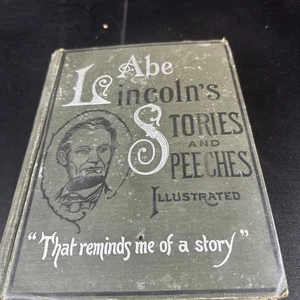 Abe
Lincoln's
Stories
and
Speeches
Illustrated
"That reminds me of a story"